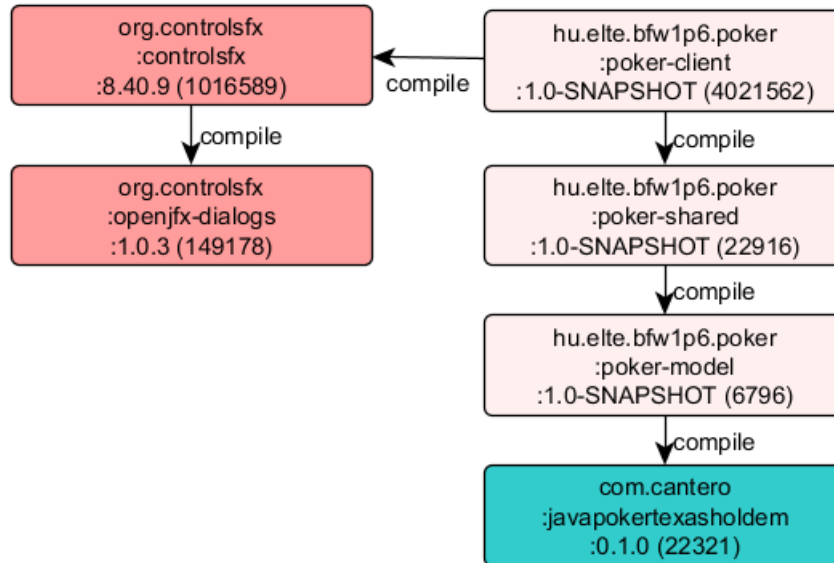 org.controlsfx
:controlsfx
:8.40.9 (1016589)
compile
hu.elte.bfw1p6.poker
:poker-client
:1.0-SNAPSHOT (4021562)
compile
compile
org.controlsfx
:openjfx-dialogs
:1.0.3 (149178)
hu.elte.bfw1p6.poker
:poker-shared
:1.0-SNAPSHOT (22916)
compile
hu.elte.bfw1p6.poker
:poker-model
:1.0-SNAPSHOT (6796)
compile
com.cantero
:javapokertexasholdem
:0.1.0 (22321)